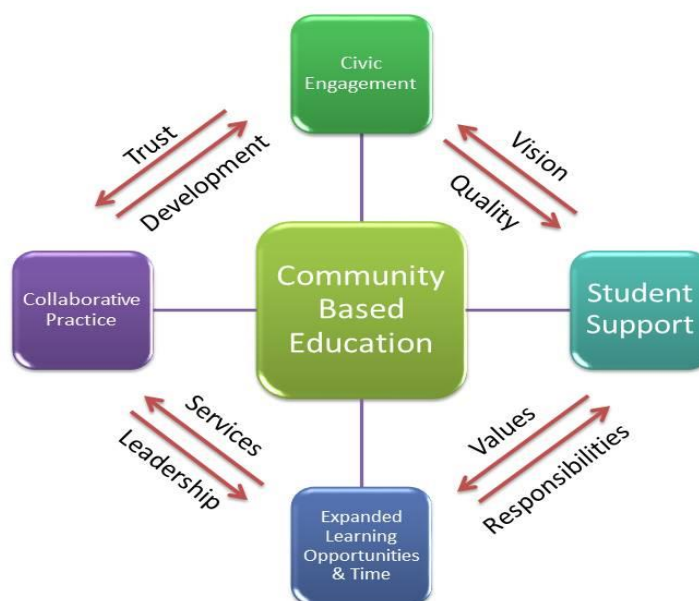 Civic
Engagement
Trust
Development
Vision
Quality
Collaborative
Practice
Community
Based
Education
Student
Support
Services
Leadership
Values
Responsibilities
Expanded
Learning
Opportunities
& Time